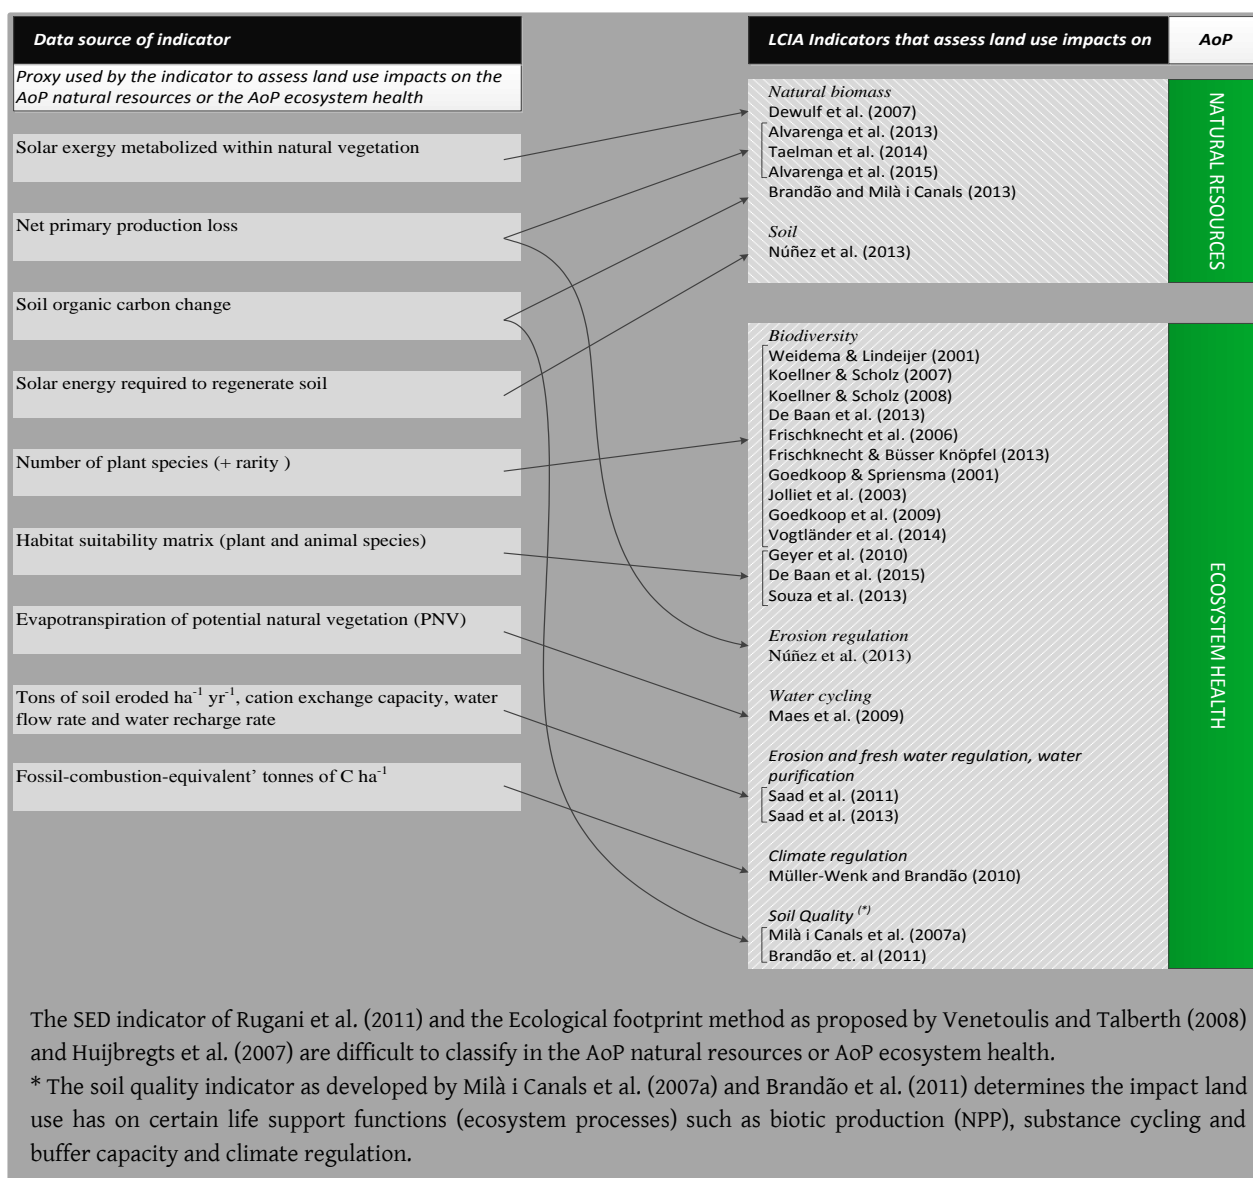 Data source of indicator
Proxy used by the indicator to assess land use impacts on the
AoP natural resources or the AoP ecosystem health
Solar exergy metabolized within natural vegetation
Net primary production loss
Soil organic carbon change
Solar energy required to regenerate soil
Number of plant species (+ rarity )
Habitat suitability matrix (plant and animal species)
Evapotranspiration of potential natural vegetation (PNV)
Tons of soil eroded ha⁻¹ yr⁻¹, cation exchange capacity, water
flow rate and water recharge rate
Fossil-combustion-equivalent’ tonnes of C ha⁻¹
LCIA Indicators that assess land use impacts on
AoP
Natural biomass
Dewulf et al. (2007)
Alvarenga et al. (2013)
Taelman et al. (2014)
Alvarenga et al. (2015)
Brandão and Milà i Canals (2013)
Soil
Núñez et al. (2013)
NATURAL RESOURCES
Biodiversity
Weidema & Lindeijer (2001)
Koellner & Scholz (2007)
Koellner & Scholz (2008)
De Baan et al. (2013)
Frischknecht et al. (2006)
Frischknecht & Büsser Knöpfel (2013)
Goedkoop & Spriensma (2001)
Jolliet et al. (2003)
Goedkoop et al. (2009)
Vogtländer et al. (2014)
Geyer et al. (2010)
De Baan et al. (2015)
Souza et al. (2013)
Erosion regulation
Núñez et al. (2013)
Water cycling
Maes et al. (2009)
Erosion and fresh water regulation, water
purification
Saad et al. (2011)
Saad et al. (2013)
Climate regulation
Müller-Wenk and Brandão (2010)
Soil Quality (*)
Milà i Canals et al. (2007a)
Brandão et. al (2011)
ECOSYSTEM HEALTH
The SED indicator of Rugani et al. (2011) and the Ecological footprint method as proposed by Venetoulis and Talberth (2008)
and Huijbregts et al. (2007) are difficult to classify in the AoP natural resources or AoP ecosystem health.
* The soil quality indicator as developed by Milà i Canals et al. (2007a) and Brandão et al. (2011) determines the impact land
use has on certain life support functions (ecosystem processes) such as biotic production (NPP), substance cycling and
buffer capacity and climate regulation.